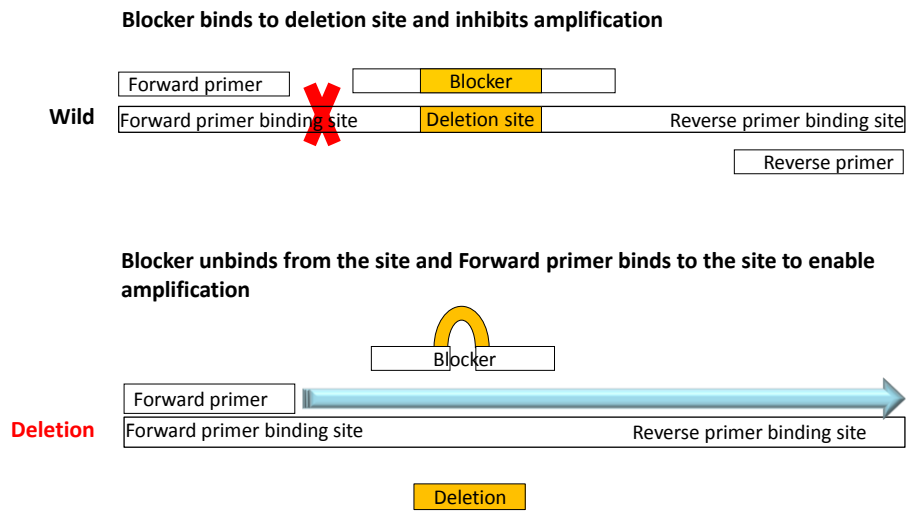 Blocker binds to deletion site and inhibits amplification
Forward primer
Blocker
Wild
Forward primer binding site
Deletion site
Reverse primer binding site
Reverse primer
Blocker unbinds from the site and Forward primer binds to the site to enable
amplification
Blocker
Forward primer
Deletion
Forward primer binding site
Reverse primer binding site
Deletion